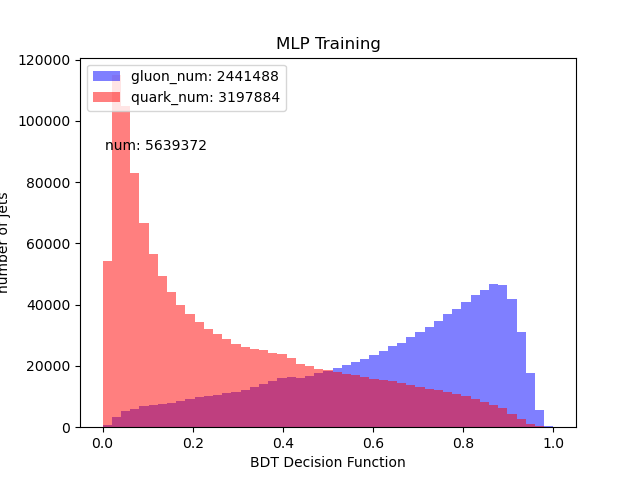 MLP Training
120000
100000
80000
60000
40000
20000
0
number of jets
gluon_num: 2441488
quark_num: 3197884
num: 5639372
0.0 0.2 0.4 0.6 0.8 1.0
BDT Decision Function